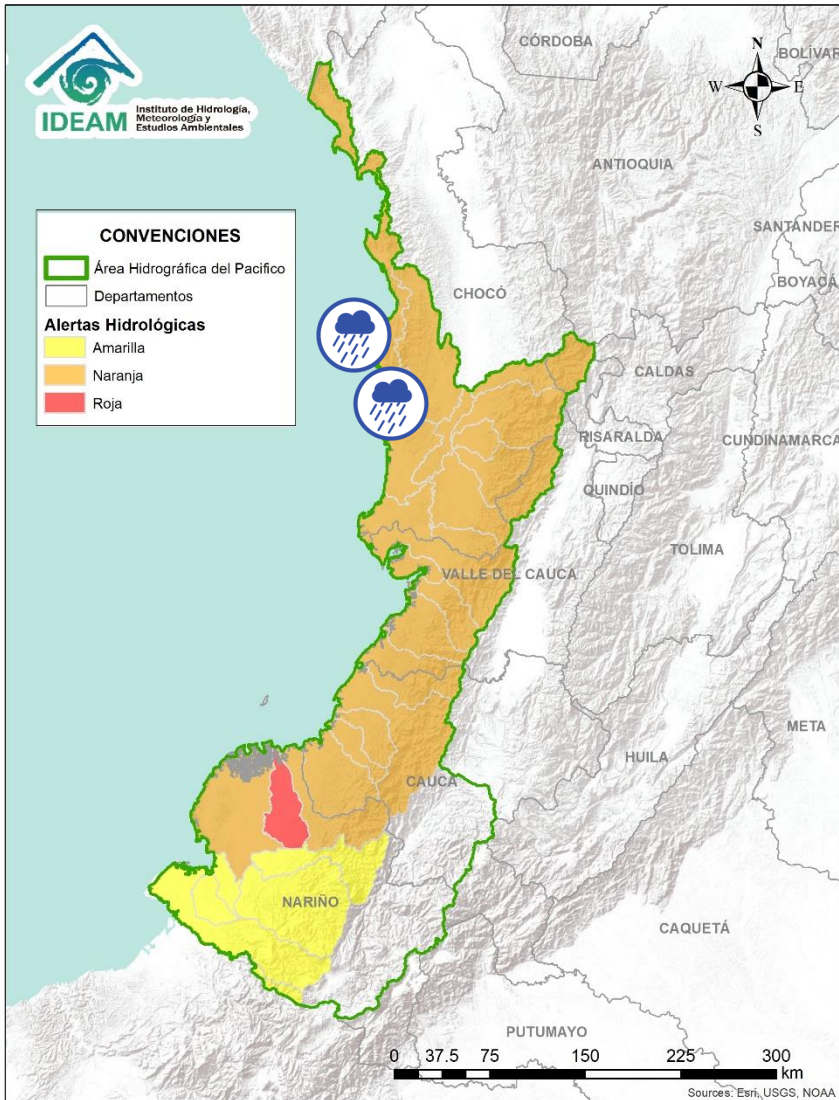 IDEAM
Instituto de Hidrología,
Meteorología y
Estudios Ambientales
N
W
E
S
CÓRDOBA
BOLÍVAR
ANTIOQUIA
SANTANDER
BOYACÁ
CONVENCIONES
Área Hidrográfica del Pacifico
Departamentos
Alertas Hidrológicas
Amarilla
Naranja
Roja
CHOCÓ
CALDAS
RISARALDA
CUNDINAMARCA
QUINDÍO
TOLIMA
VALLE DEL CAUCA
META
HUILA
CAUCA
NARIÑO
CAQUETÁ
PUTUMAYO
0 37.5 75 150 225 300
km
Sources: Esri, USGS, NOAA